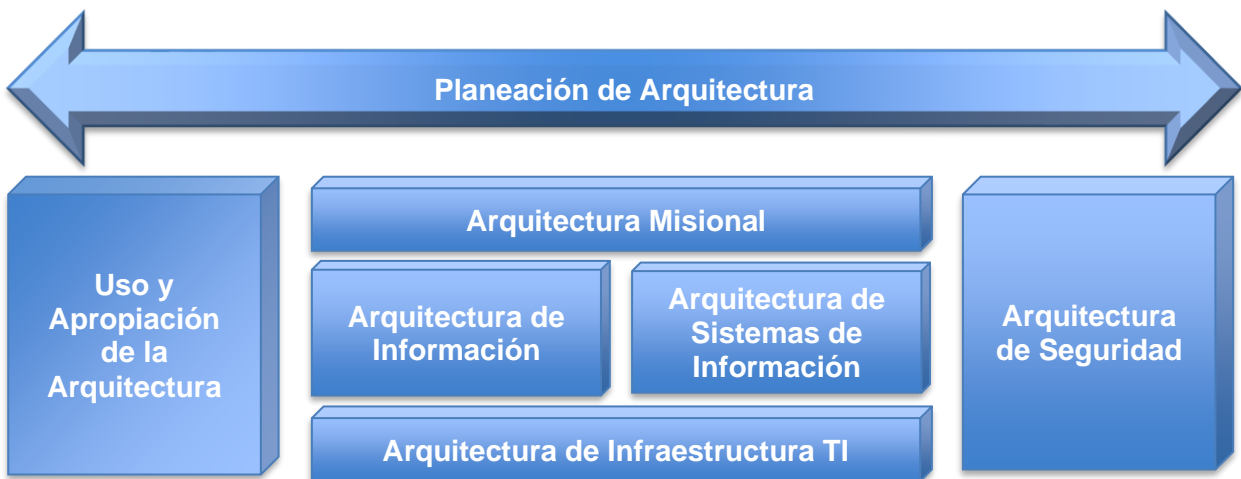 Planeación de Arquitectura
Uso y
Apropiación
de la
Arquitectura
Arquitectura Misional
Arquitectura de
Información
Arquitectura de
Sistemas de
Información
Arquitectura de Infraestructura TI
Arquitectura
de Seguridad